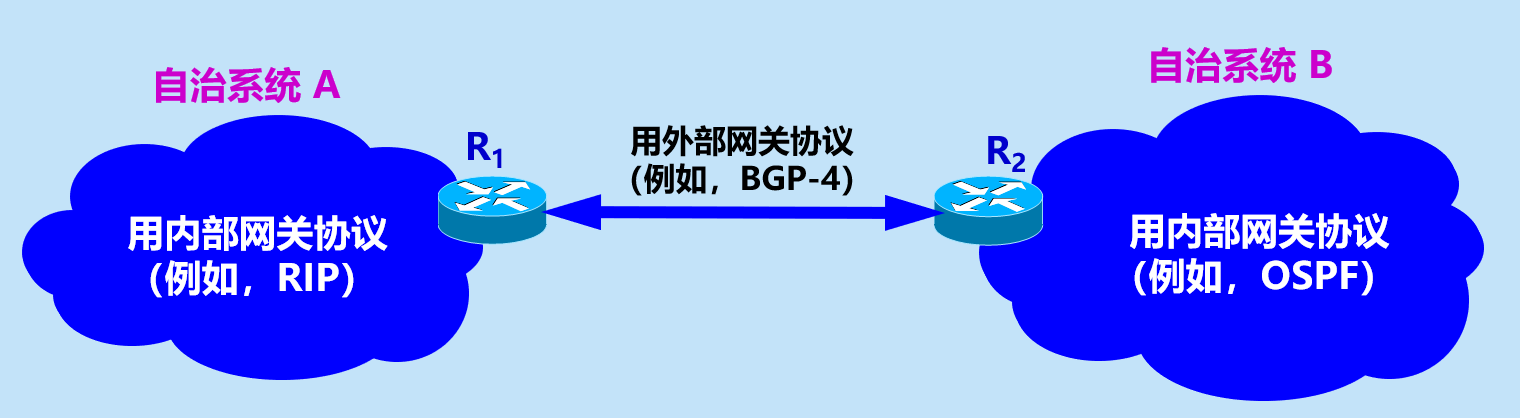 自治系统 A
自治系统 B
R1
用外部网关协议
（例如，BGP-4）
R2
用内部网关协议
（例如，RIP）
用内部网关协议
（例如，OSPF）